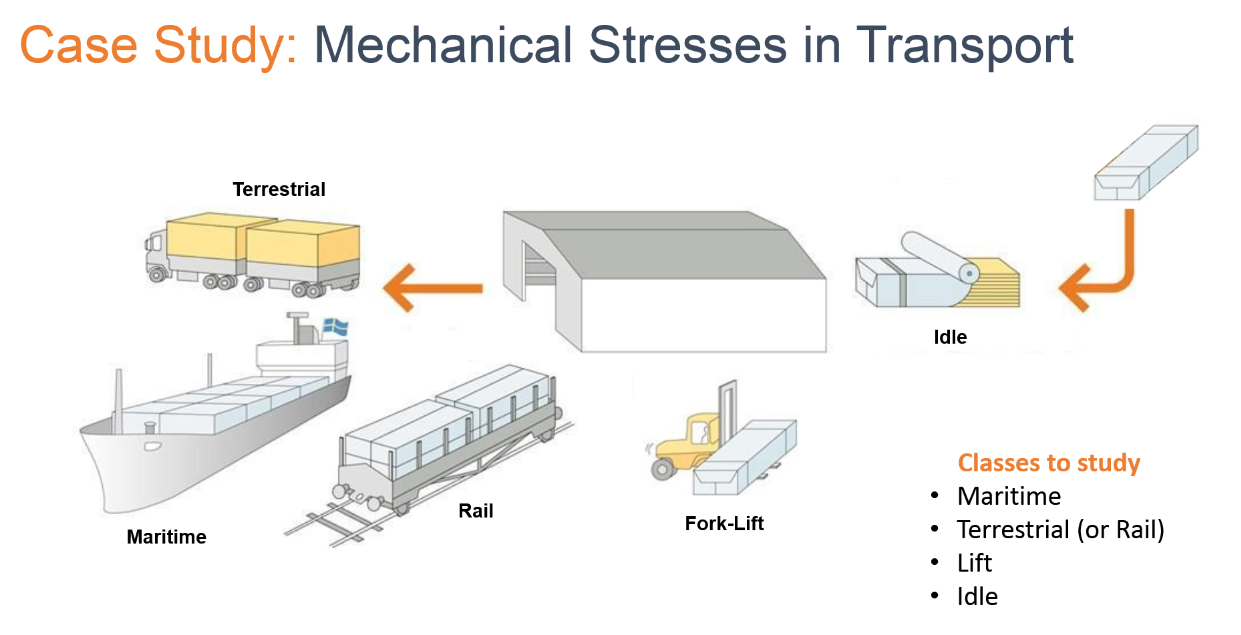 Case Study: Mechanical Stresses in Transport
Terrestrial
Idle
Maritime
Rail
Fork-Lift
Classes to study
• Maritime
• Terrestrial (or Rail)
• Lift
• Idle